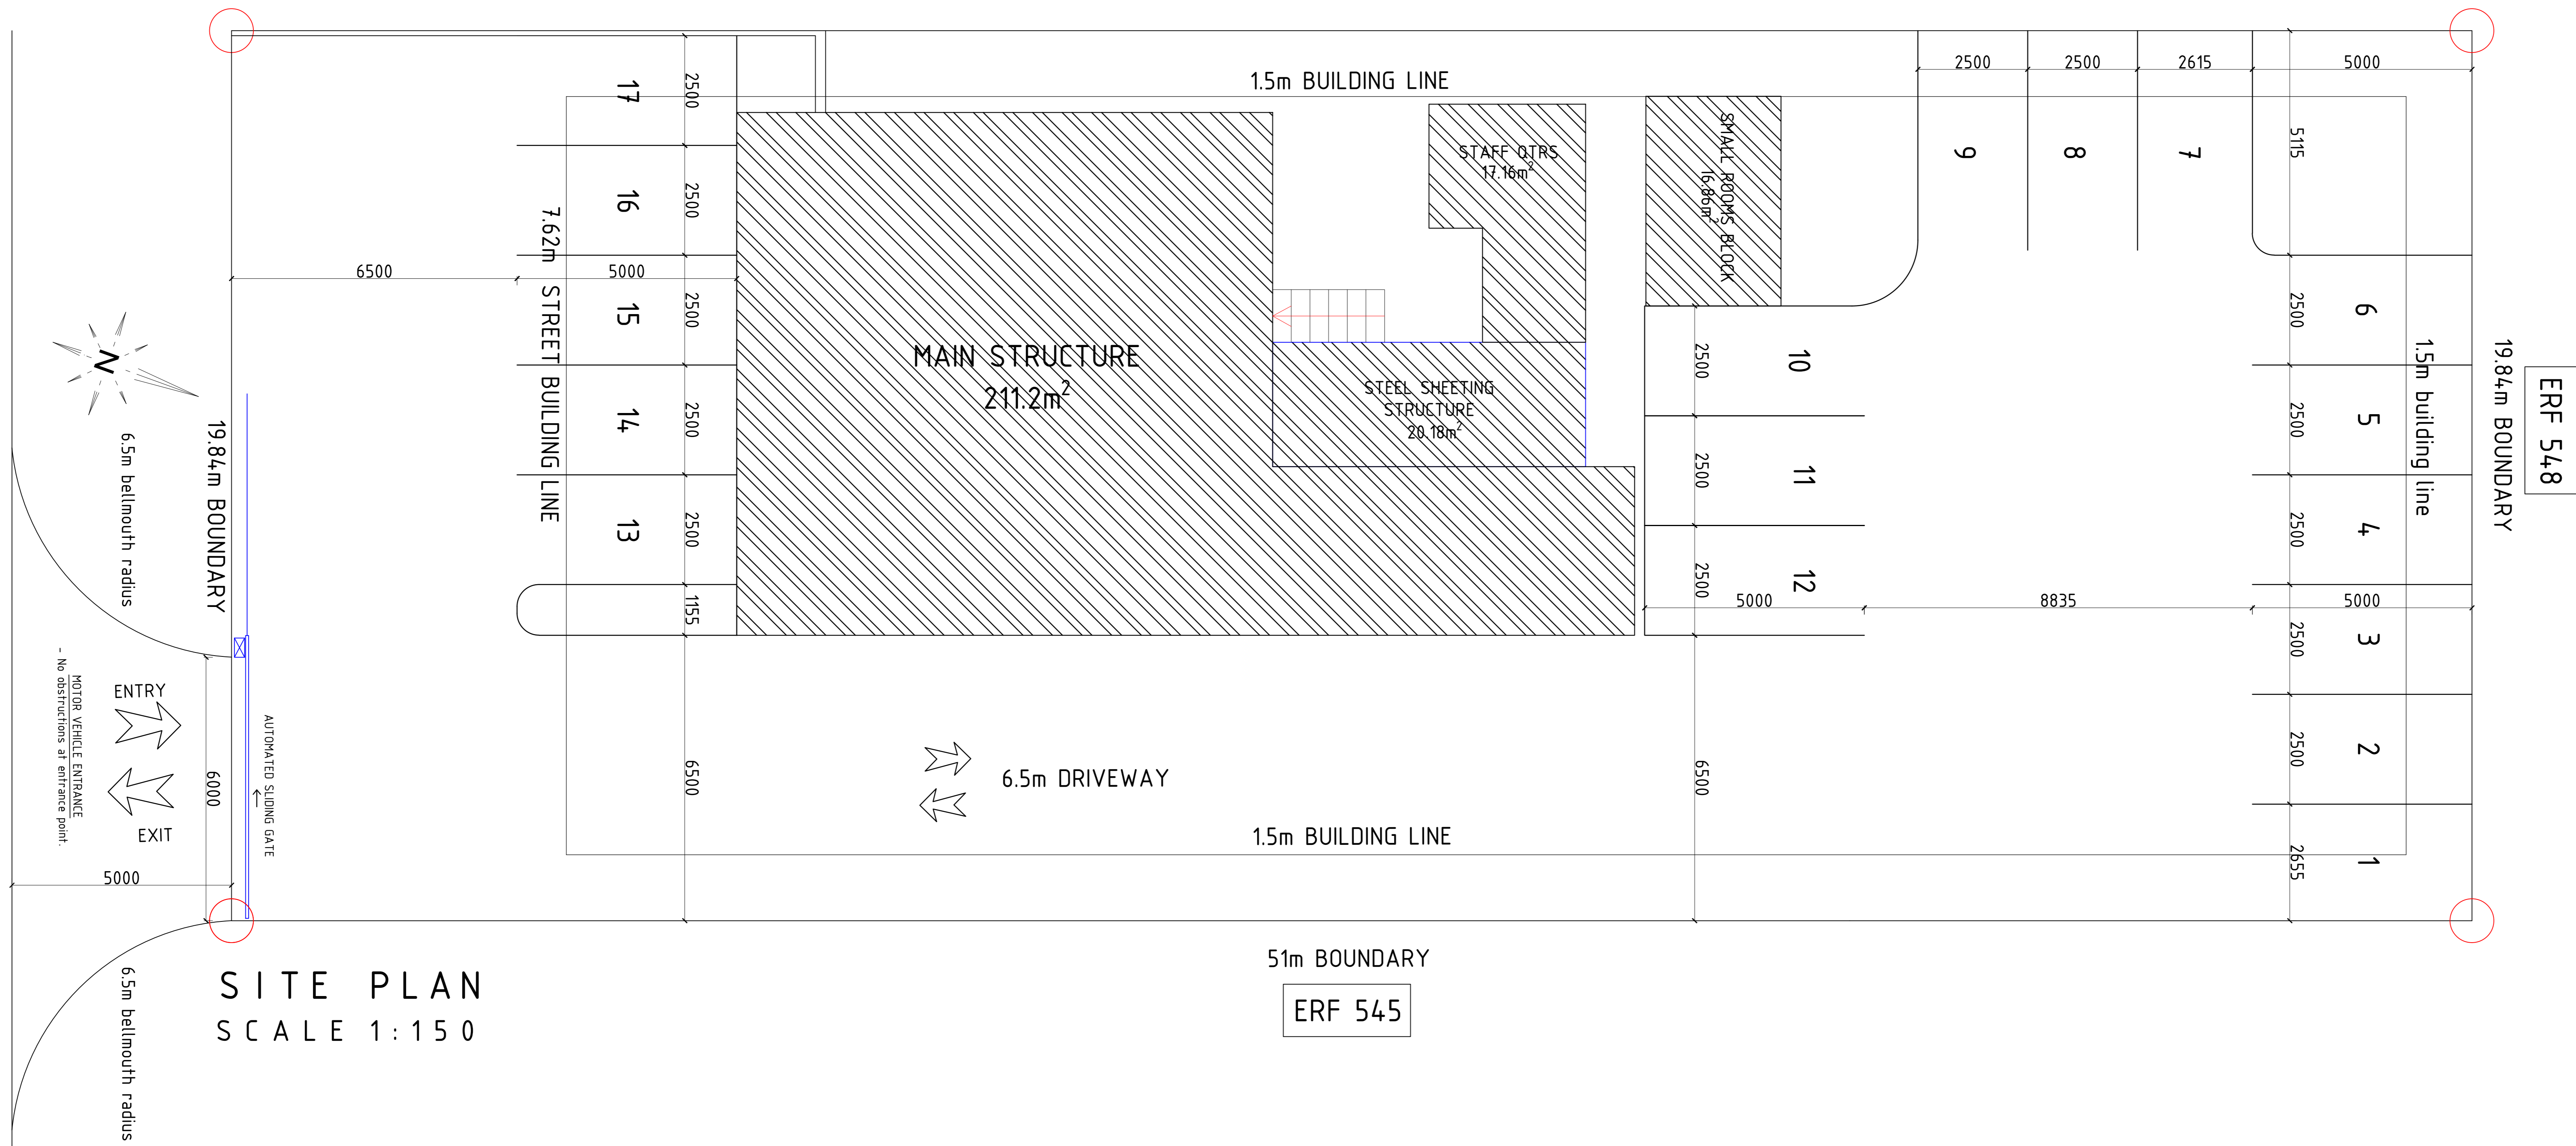 1.5m BUILDING LINE
2500
2500
2615
5000
17
2500
16
2500
15
2500
14
2500
13
2500
1155
6500
6500
5000
7.62m STREET BUILDING LINE
MAIN STRUCTURE
211.2m²
STAFF QTRS
17.16m²
SMALL ROOMS BLOCK
16.86m²
STEEL SHEETING
STRUCTURE
20.18m²
9
8
7
5115
6
2500
5
2500
4
2500
3
2500
2
2500
1
2655
10
2500
11
2500
12
2500
6500
5000
8835
5000
1.5m building line
19.84m BOUNDARY
ERF 548
N
6.5m bellmouth radius
19.84m BOUNDARY
MOTOR VEHICLE ENTRANCE
- No obstructions at entrance point.
ENTRY
EXIT
6000
AUTOMATED SLIDING GATE
5000
6.5m DRIVEWAY
1.5m BUILDING LINE
6.5m bellmouth radius
51m BOUNDARY
ERF 545
SITE PLAN
SCALE 1:150